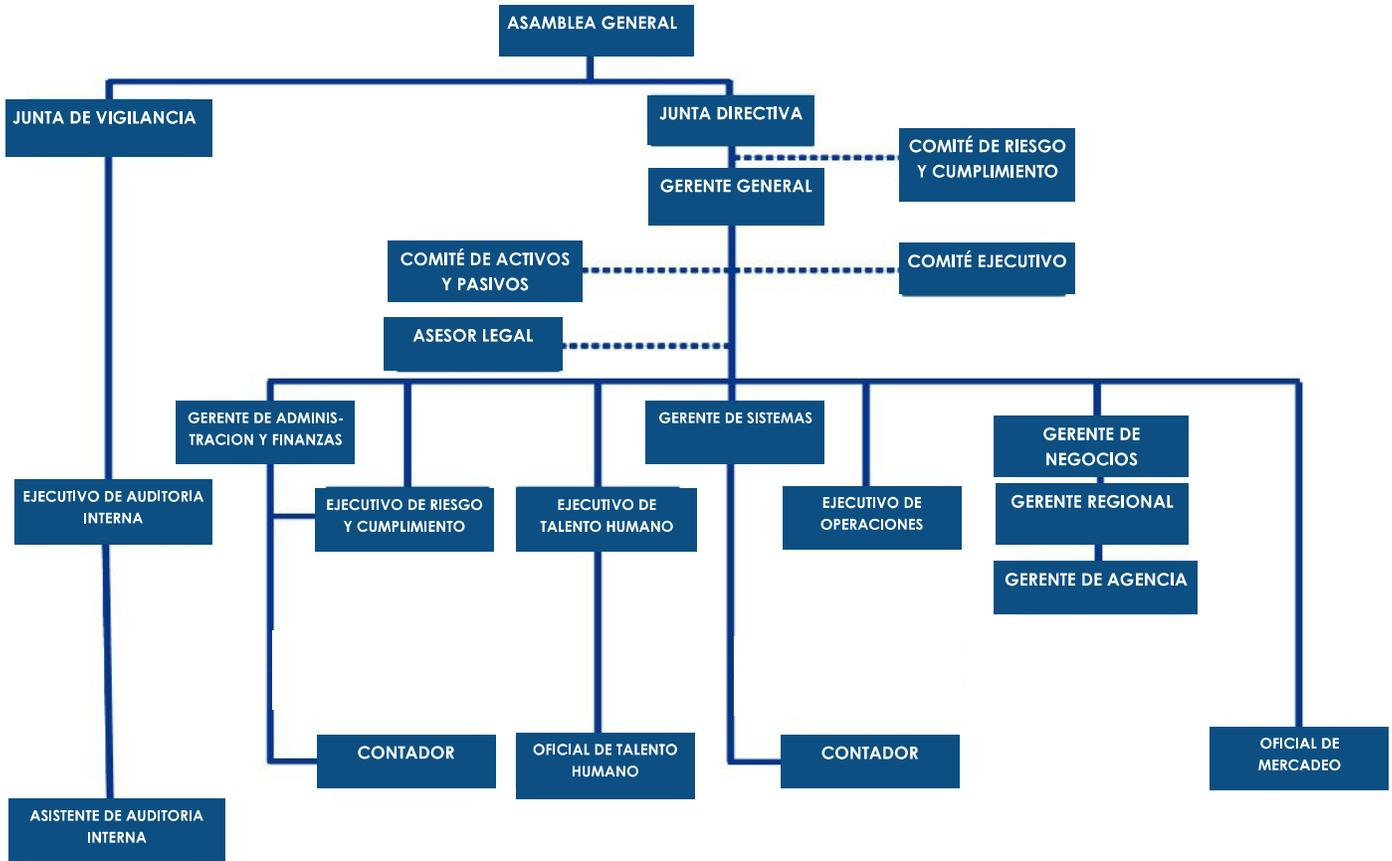 ASAMBLEA GENERAL
JUNTA DE VIGILANCIA
JUNTA DIRECTIVA
COMITÉ DE RIESGO
Y CUMPLIMIENTO
GERENTE GENERAL
COMITÉ DE ACTIVOS
Y PASIVOS
COMITÉ EJECUTIVO
ASESOR LEGAL
GERENTE DE ADMINIS-
TRACION Y FINANZAS
GERENTE DE SISTEMAS
GERENTE DE
NEGOCIOS
EJECUTIVO DE AUDITORIA
INTERNA
EJECUTIVO DE RIESGO
Y CUMPLIMIENTO
EJECUTIVO DE
TALENTO HUMANO
EJECUTIVO DE
OPERACIONES
GERENTE REGIONAL
GERENTE DE AGENCIA
CONTADOR
OFICIAL DE TALENTO
HUMANO
CONTADOR
OFICIAL DE
MERCADEO
ASISTENTE DE AUDITORIA
INTERNA